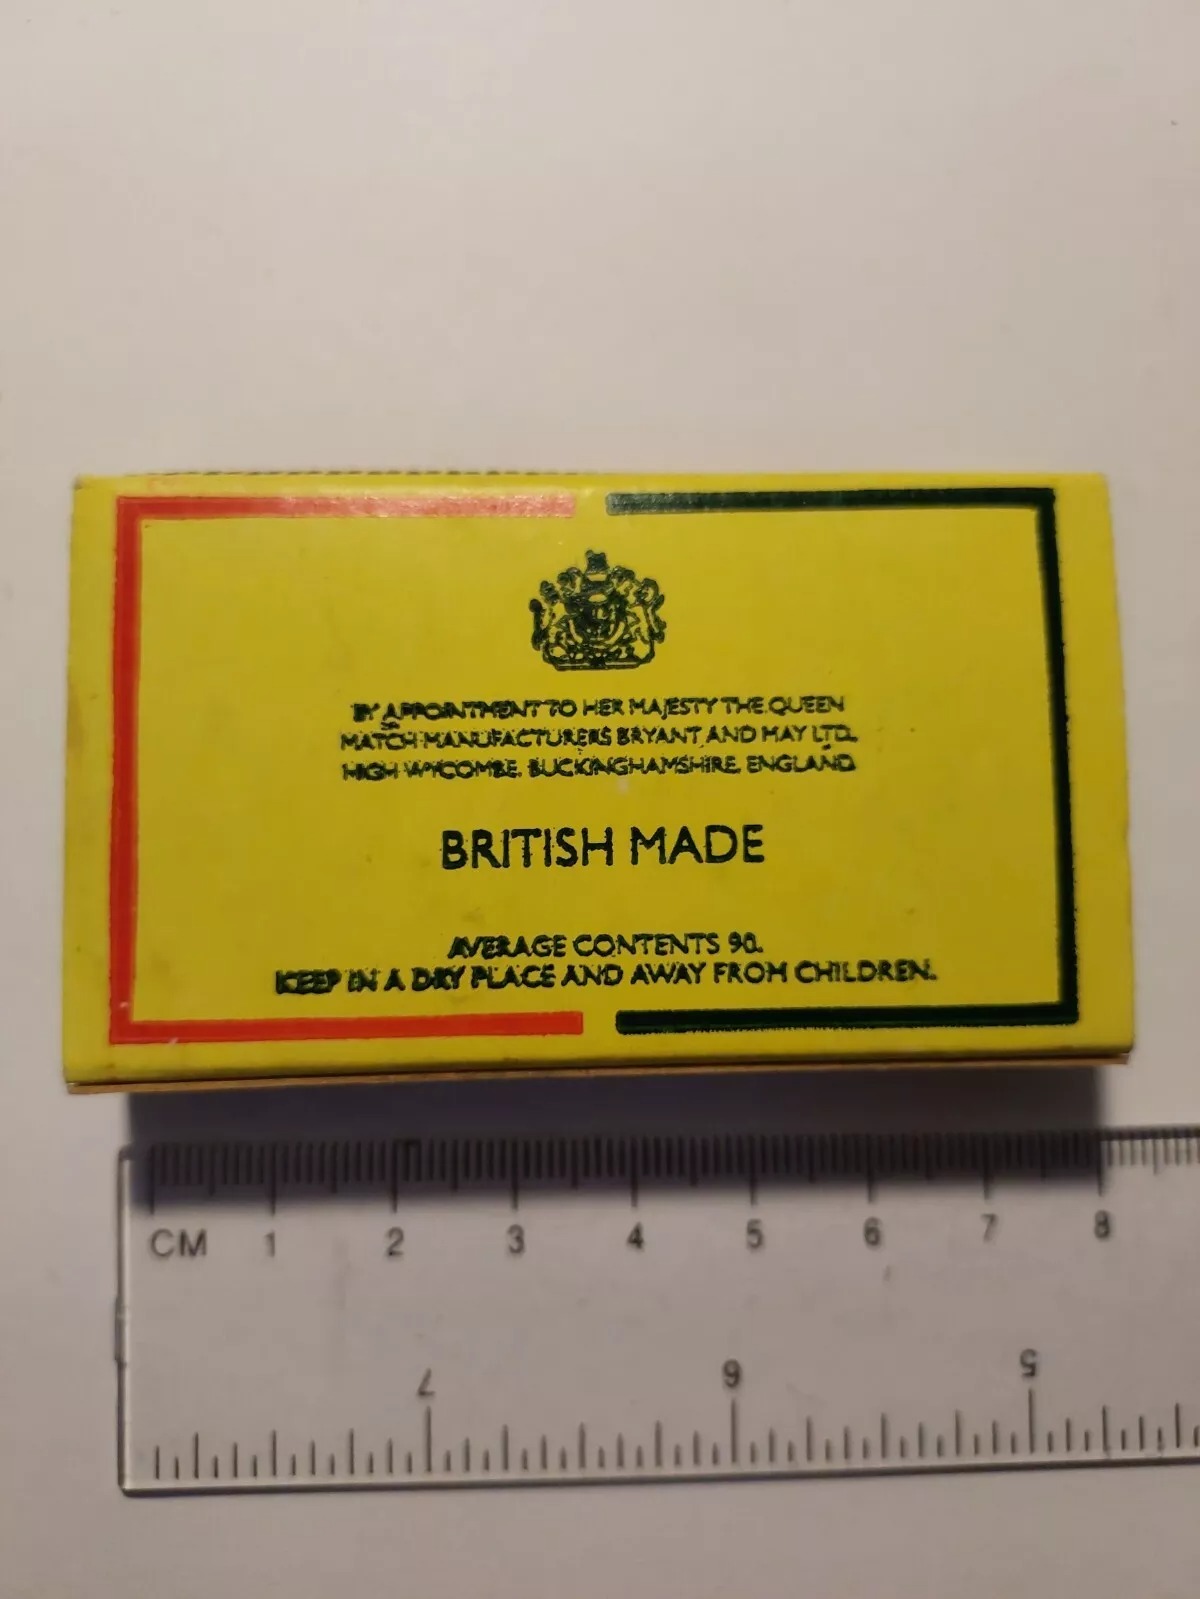 BY APPOINTMENT TO HER MAJESTY THE QUEEN
MATCH MANUFACTURERS BRYANT AND MAY LTD.
HIGH WYCOMBE, BUCKINGHAMSHIRE, ENGLAND
BRITISH MADE
AVERAGE CONTENTS 90.
KEEP IN A DRY PLACE AND AWAY FROM CHILDREN.
CM 1 2 3 4 5 6 7 8
7 6 5